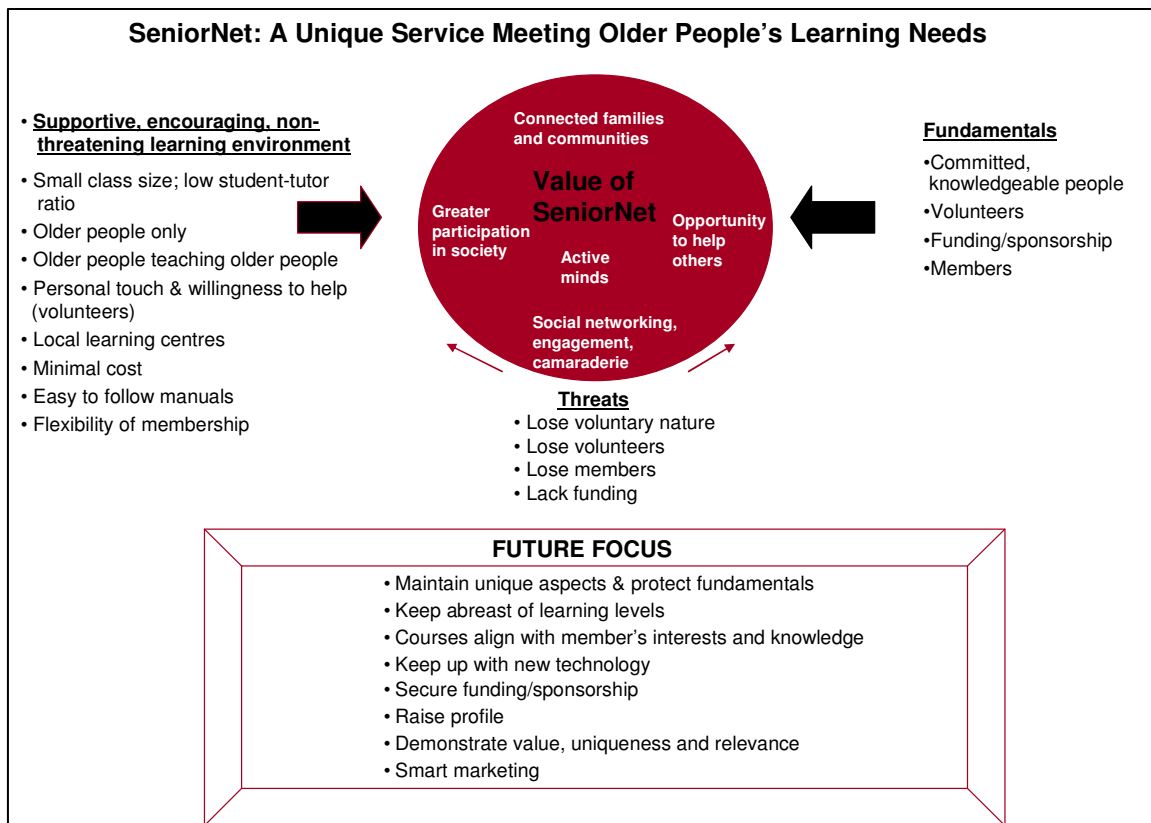 SeniorNet: A Unique Service Meeting Older People's Learning Needs
• Supportive, encouraging, non-
threatening learning environment
• Small class size; low student-tutor
ratio
• Older people only
• Older people teaching older people
• Personal touch & willingness to help
(volunteers)
• Local learning centres
• Minimal cost
• Easy to follow manuals
• Flexibility of membership
Connected families
and communities
Value of
SeniorNet
Greater
participation
in society
Opportunity
to help
others
Active
minds
Social networking,
engagement,
camaraderie
Fundamentals
•Committed,
knowledgeable people
•Volunteers
•Funding/sponsorship
•Members
Threats
• Lose voluntary nature
• Lose volunteers
• Lose members
• Lack funding
FUTURE FOCUS
• Maintain unique aspects & protect fundamentals
• Keep abreast of learning levels
• Courses align with member's interests and knowledge
• Keep up with new technology
• Secure funding/sponsorship
• Raise profile
• Demonstrate value, uniqueness and relevance
• Smart marketing